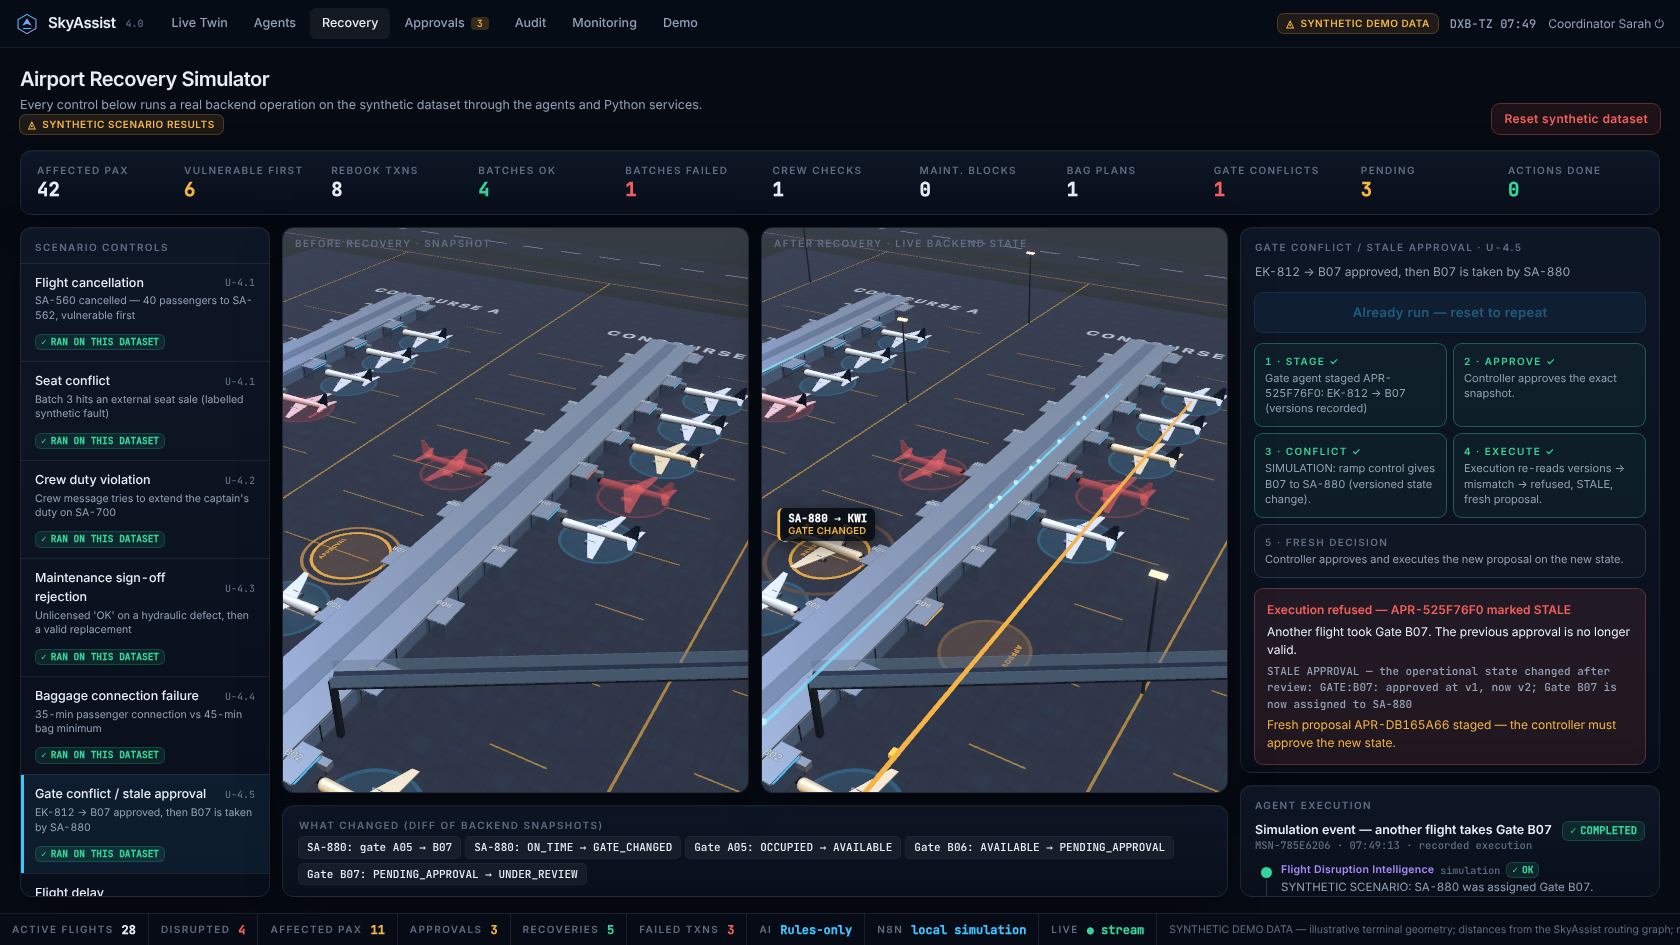 SkyAssist 4.0 Live Twin Agents Recovery Approvals 3 Audit Monitoring Demo SYNTHETIC DEMO DATA DXB-TZ 07:49 Coordinator Sarah
Airport Recovery Simulator
Every control below runs a real backend operation on the synthetic dataset through the agents and Python services.
SYNTHETIC SCENARIO RESULTS
Reset synthetic dataset
AFFECTED PAX
42
VULNERABLE FIRST
6
REBOOK TXNS
8
BATCHES OK
4
BATCHES FAILED
1
CREW CHECKS
1
MAINT. BLOCKS
0
BAG PLANS
1
GATE CONFLICTS
1
PENDING
3
ACTIONS DONE
0
SCENARIO CONTROLS
Flight cancellation U-4.1
SA-560 cancelled — 40 passengers to SA-
562, vulnerable first
✓ RAN ON THIS DATASET
Seat conflict U-4.1
Batch 3 hits an external seat sale (labelled
synthetic fault)
✓ RAN ON THIS DATASET
Crew duty violation U-4.2
Crew message tries to extend the captain's
duty on SA-700
✓ RAN ON THIS DATASET
Maintenance sign-off
rejection U-4.3
Unlicensed 'OK' on a hydraulic defect, then
a valid replacement
✓ RAN ON THIS DATASET
Baggage connection failure U-4.4
35-min passenger connection vs 45-min
bag minimum
✓ RAN ON THIS DATASET
Gate conflict / stale approval U-4.5
EK-812 → B07 approved, then B07 is taken
by SA-880
✓ RAN ON THIS DATASET
Flight delay
BEFORE RECOVERY · SNAPSHOT
CONCOURSE A
CONCOURSE
AFTER RECOVERY · LIVE BACKEND STATE
CONCOURSE A
CONCOURSE
SA-880 → KWI
GATE CHANGED
WHAT CHANGED (DIFF OF BACKEND SNAPSHOTS)
SA-880: gate A05 → B07 SA-880: ON_TIME → GATE_CHANGED Gate A05: OCCUPIED → AVAILABLE Gate B06: AVAILABLE → PENDING_APPROVAL
Gate B07: PENDING_APPROVAL → UNDER_REVIEW
GATE CONFLICT / STALE APPROVAL · U-4.5
EK-812 → B07 approved, then B07 is taken by SA-880
Already run — reset to repeat
1 · STAGE ✓
Gate agent staged APR-
525F76F0: EK-812 → B07
(versions recorded)
2 · APPROVE ✓
Controller approves the exact
snapshot.
3 · CONFLICT ✓
SIMULATION: ramp control gives
B07 to SA-880 (versioned state
change).
4 · EXECUTE ✓
Execution re-reads versions →
mismatch → refused, STALE,
fresh proposal.
5 · FRESH DECISION
Controller approves and executes the new proposal on the new state.
Execution refused — APR-525F76F0 marked STALE
Another flight took Gate B07. The previous approval is no longer
valid.
STALE APPROVAL — the operational state changed after
review: GATE:B07: approved at v1, now v2; Gate B07 is
now assigned to SA-880
Fresh proposal APR-DB165A66 staged — the controller must
approve the new state.
AGENT EXECUTION
Simulation event — another flight takes Gate B07 ✓ COMPLETED
MSN-785E6206 · 07:49:13 · recorded execution
Flight Disruption Intelligence simulation ✓ OK
SYNTHETIC SCENARIO: SA-880 was assigned Gate B07.
ACTIVE FLIGHTS 28 DISRUPTED 4 AFFECTED PAX 11 APPROVALS 3 RECOVERIES 5 FAILED TXNS 3 AI Rules-only N8N local simulation LIVE stream SYNTHETIC DEMO DATA — illustrative terminal geometry; distances from the SkyAssist routing graph;